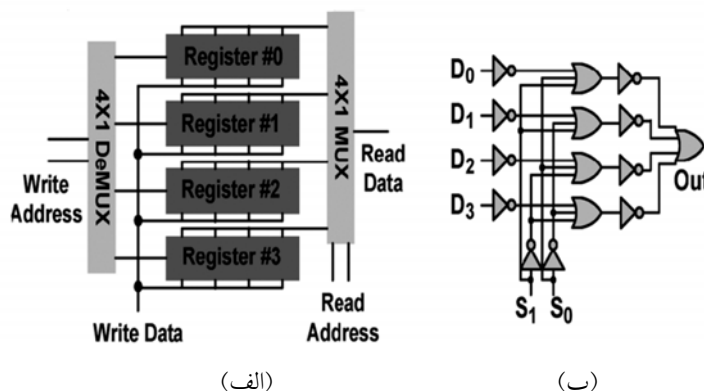 Register #0
Register #1
Register #2
Register #3
4X1 DeMUX
4X1 MUX
Write
Address
Read
Data
Write Data
Read
Address
(الف)
D0
D1
D2
D3
S1 S0
Out
(ب)